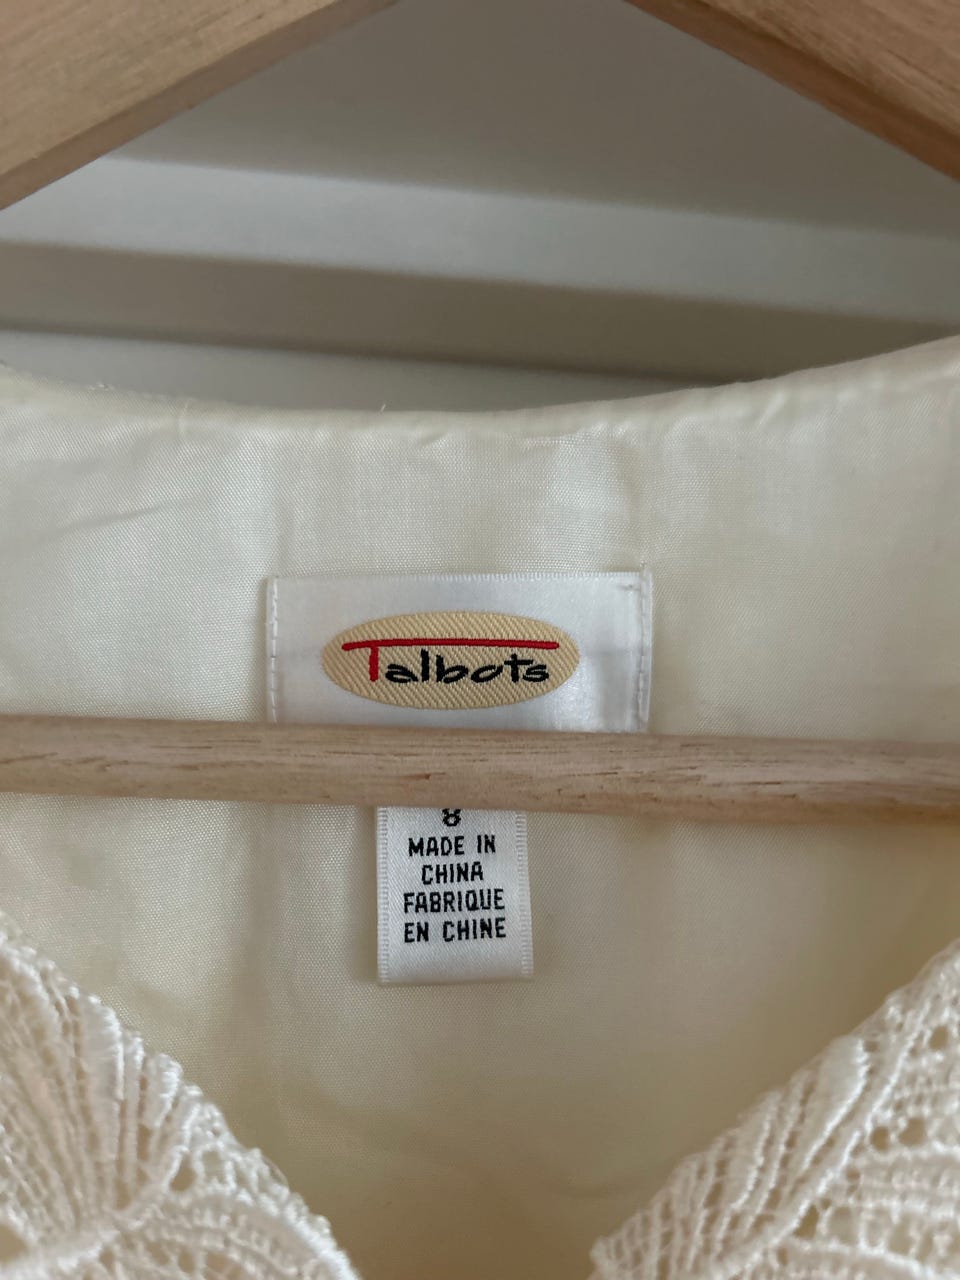 Talbots
8
MADE IN
CHINA
FABRIQUE
EN CHINE